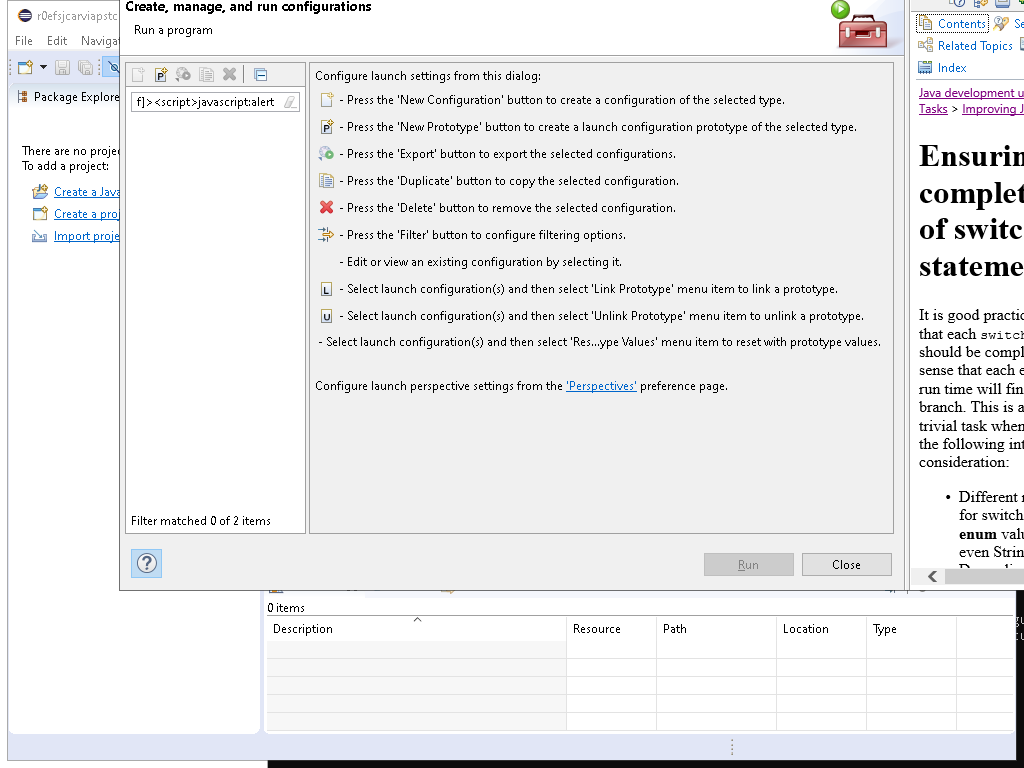 r0efsjcarviapstc
File Edit Naviga
Package Explore
There are no proje
To add a project:
Create a Java
Create a proj
Import proje
Create, manage, and run configurations
Run a program
f]><script>javascript:alert
Filter matched 0 of 2 items
Configure launch settings from this dialog:
- Press the 'New Configuration' button to create a configuration of the selected type.
- Press the 'New Prototype' button to create a launch configuration prototype of the selected type.
- Press the 'Export' button to export the selected configurations.
- Press the 'Duplicate' button to copy the selected configuration.
- Press the 'Delete' button to remove the selected configuration.
- Press the 'Filter' button to configure filtering options.
- Edit or view an existing configuration by selecting it.
L - Select launch configuration(s) and then select 'Link Prototype' menu item to link a prototype.
U - Select launch configuration(s) and then select 'Unlink Prototype' menu item to unlink a prototype.
- Select launch configuration(s) and then select 'Res...ype Values' menu item to reset with prototype values.
Configure launch perspective settings from the 'Perspectives' preference page.
Run Close
Contents Se
Related Topics
Index
Java development u
Tasks > Improving J
Ensurin
complet
of switc
stateme
It is good practic
that each switch
should be compl
sense that each e
run time will fin
branch. This is a
trivial task when
the following int
consideration:
• Different r
for switch
enum valu
even Strin
0 items
Description Resource Path Location Type